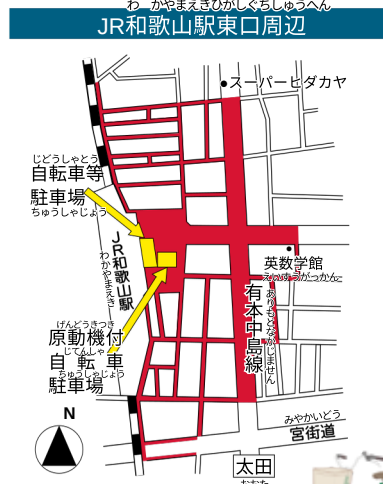 わ かやまえきひがしぐちしゅうへん
JR和歌山駅東口周辺
スーパーヒダカヤ
じどうしゃとう
自転車等
駐車場
ちゅうしゃじょう
JR和歌山駅
わかやまえき
英数学館
えいすうがっかん
有本中島線
ありもとなかじません
げんどうきつき
原動機付
じてんしゃ
自転車
ちゅうしゃじょう
駐車場
N
みやかいどう
宮街道
太田
おおた